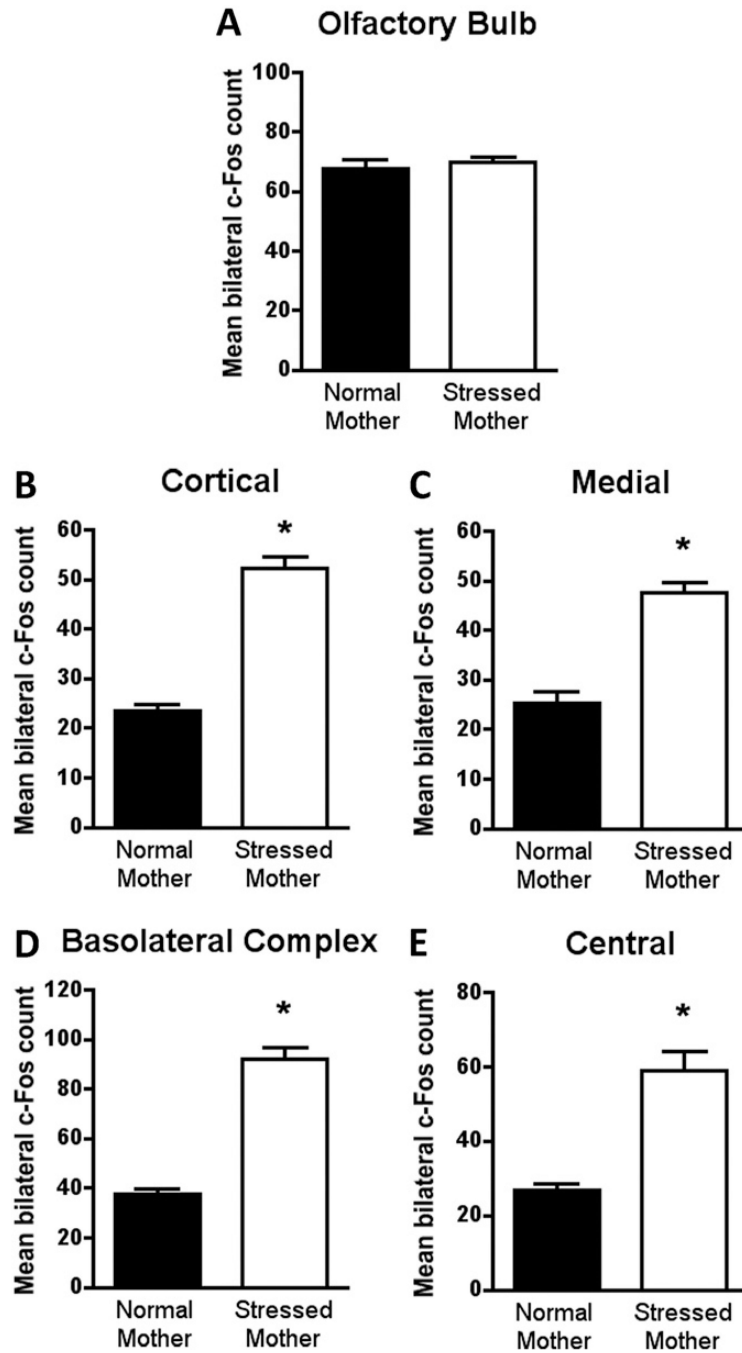 A Olfactory Bulb
Mean bilateral c-Fos count
100
80
60
40
20
0
Normal Mother
Stressed Mother
B Cortical
Mean bilateral c-Fos count
60
50
40
30
20
10
0
*
Normal Mother
Stressed Mother
C Medial
Mean bilateral c-Fos count
60
50
40
30
20
10
0
*
Normal Mother
Stressed Mother
D Basolateral Complex
Mean bilateral c-Fos count
120
100
80
60
40
20
0
*
Normal Mother
Stressed Mother
E Central
Mean bilateral c-Fos count
80
60
40
20
0
*
Normal Mother
Stressed Mother